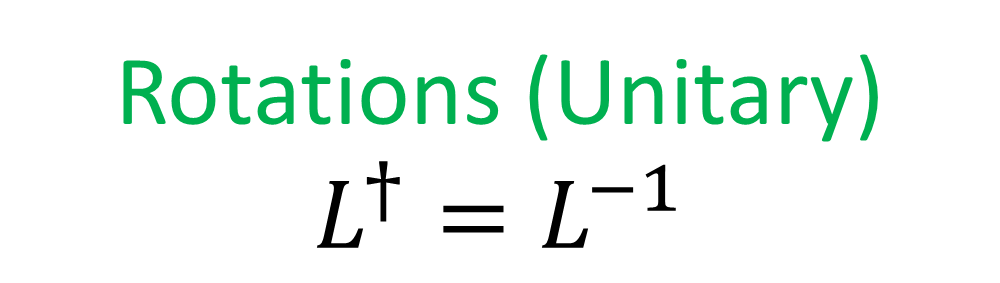 Rotations (Unitary)
L† = L⁻¹